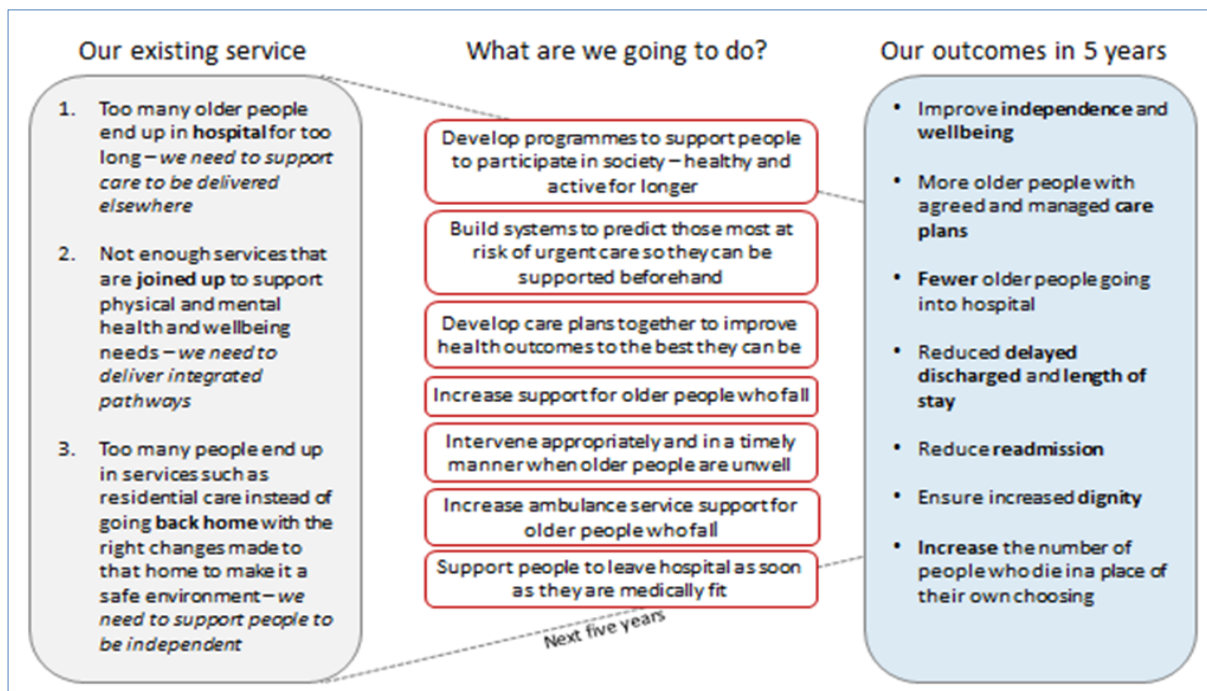 Our existing service
1. Too many older people
end up in hospital for too
long – we need to support
care to be delivered
elsewhere
2. Not enough services that
are joined up to support
physical and mental
health and wellbeing
needs – we need to
deliver integrated
pathways
3. Too many people end up
in services such as
residential care instead of
going back home with the
right changes made to
that home to make it a
safe environment – we
need to support people to
be independent
What are we going to do?
Develop programmes to support people
to participate in society – healthy and
active for longer
Build systems to predict those most at
risk of urgent care so they can be
supported beforehand
Develop care plans together to improve
health outcomes to the best they can be
Increase support for older people who fall
Intervene appropriately and in a timely
manner when older people are unwell
Increase ambulance service support for
older people who fall
Support people to leave hospital as soon
as they are medically fit
Next five years
Our outcomes in 5 years
• Improve independence and
wellbeing
• More older people with
agreed and managed care
plans
• Fewer older people going
into hospital
• Reduced delayed
discharged and length of
stay
• Reduce readmission
• Ensure increased dignity
• Increase the number of
people who die in a place of
their own choosing